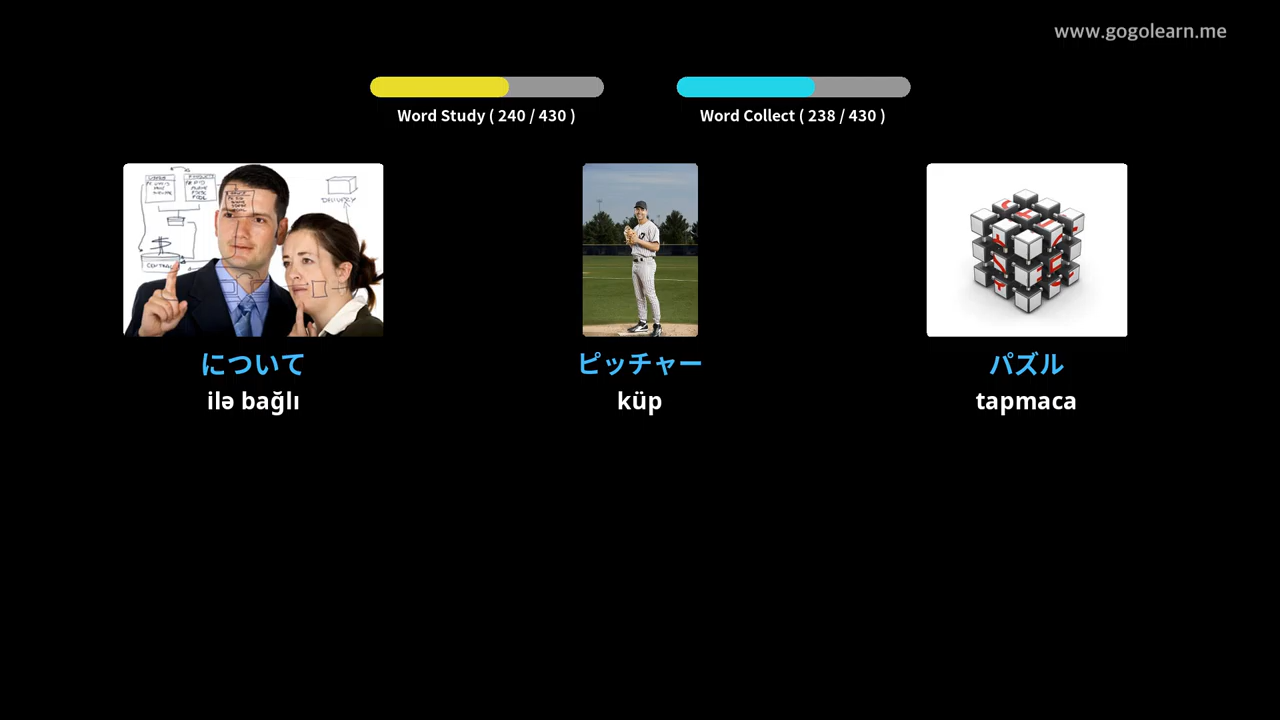 www.gogolearn.me
Word Study ( 240 / 430 )
Word Collect ( 238 / 430 )
DELIVERY
について
ピッチャー
パズル
ilə bağlı
küp
tapmaca